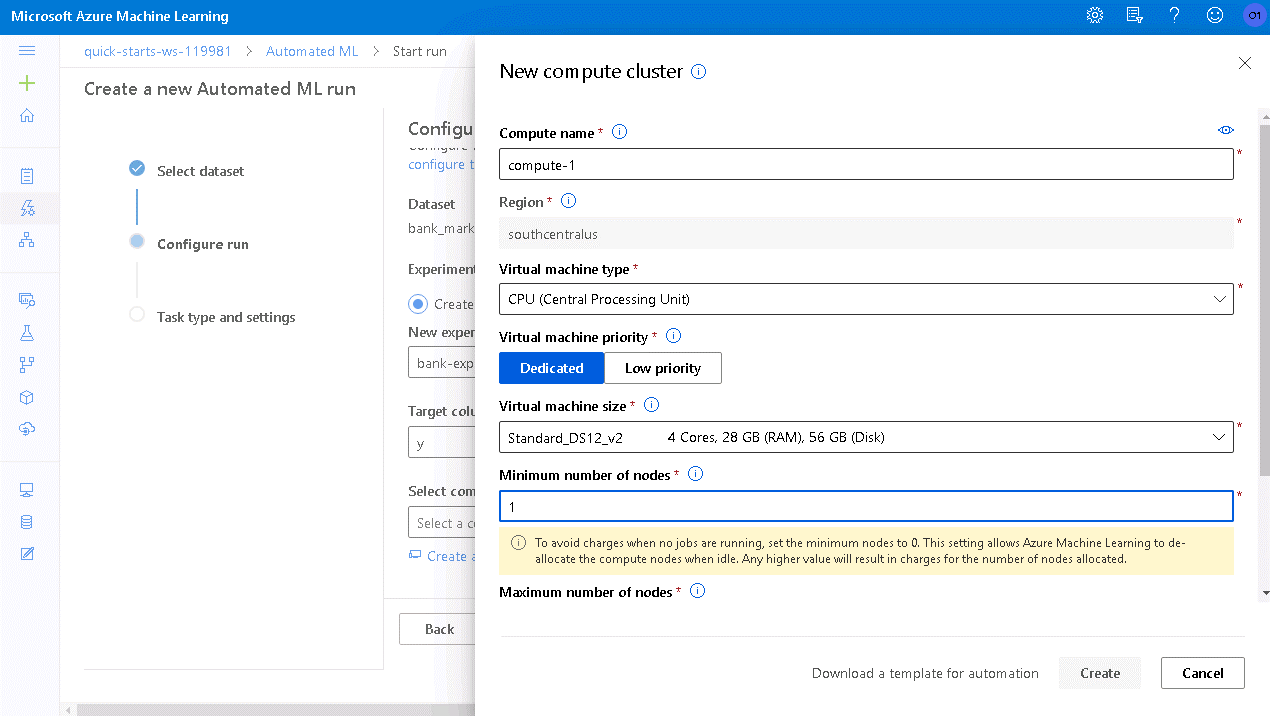 Microsoft Azure Machine Learning
O1
quick-starts-ws-119981 > Automated ML > Start run
Create a new Automated ML run
Select dataset
Configure run
Task type and settings
Configu
configure t
Dataset
bank_mark
Experiment
Create
New exper
bank-exp
Target colu
y
Select com
Select a c
Create a
Back
New compute cluster
Compute name *
compute-1
*
Region *
southcentralus
*
Virtual machine type *
CPU (Central Processing Unit)
*
Virtual machine priority *
Dedicated
Low priority
Virtual machine size *
Standard_DS12_v2 4 Cores, 28 GB (RAM), 56 GB (Disk)
*
Minimum number of nodes *
1
*
To avoid charges when no jobs are running, set the minimum nodes to 0. This setting allows Azure Machine Learning to de-
allocate the compute nodes when idle. Any higher value will result in charges for the number of nodes allocated.
Maximum number of nodes *
Download a template for automation
Create
Cancel